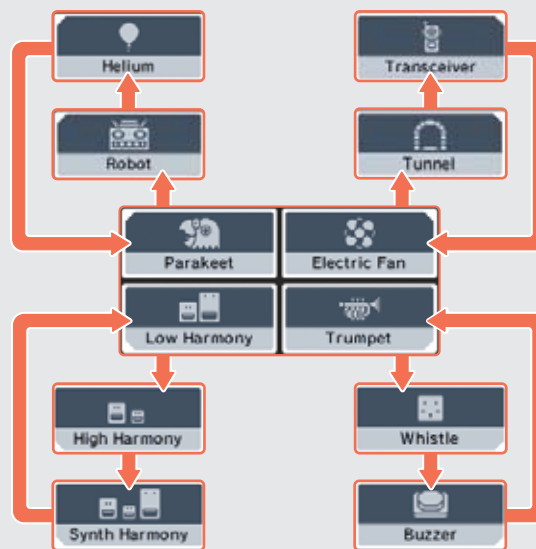 Helium
Transceiver
Robot
Tunnel
Parakeet
Electric Fan
Low Harmony
Trumpet
High Harmony
Whistle
Synth Harmony
Buzzer